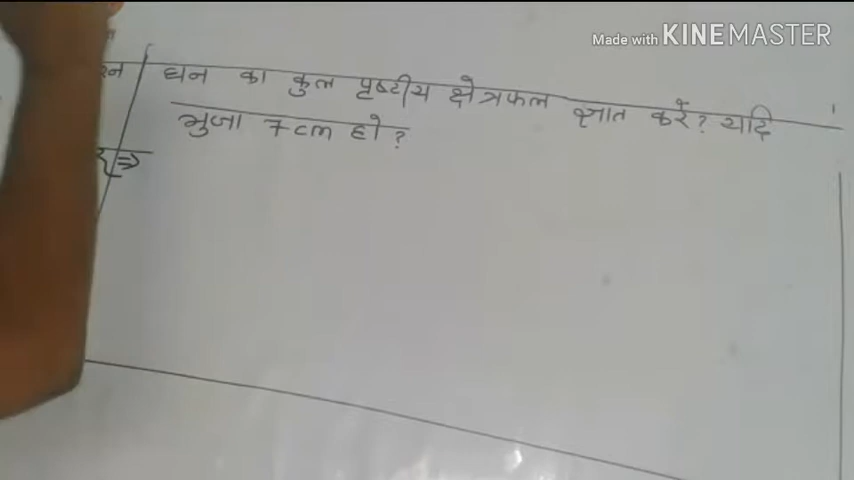 Made with KINEMASTER
घन का कुल पृष्टीय क्षेत्रफल ज्ञात करें? यदि
भुजा 7cm हो?
⇒